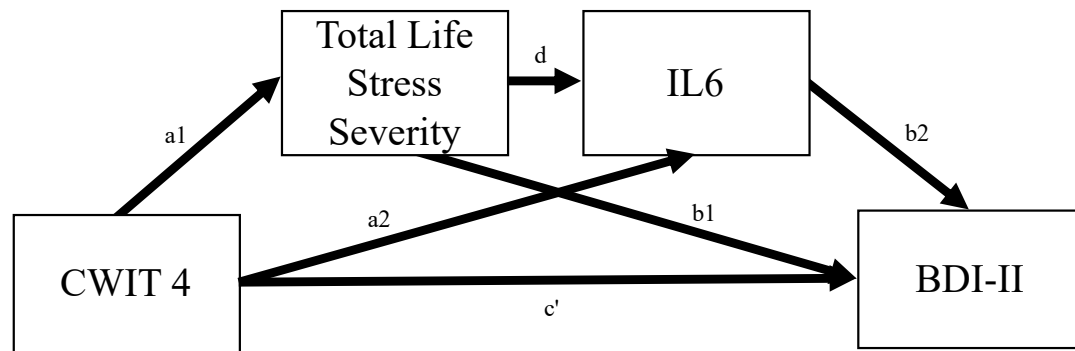 Total Life
Stress
Severity
d
IL6
a1
b2
a2
b1
CWIT 4
BDI-II
c'